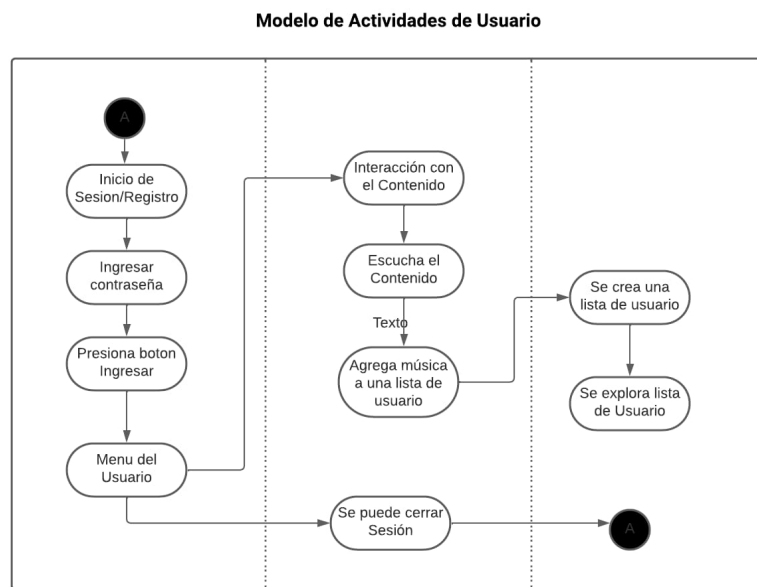 Modelo de Actividades de Usuario
A
Inicio de
Sesion/Registro
Ingresar
contraseña
Presiona boton
Ingresar
Menu del
Usuario
Interacción con
el Contenido
Escucha el
Contenido
Texto
Agrega música
a una lista de
usuario
Se puede cerrar
Sesión
Se crea una
lista de usuario
Se explora lista
de Usuario
A